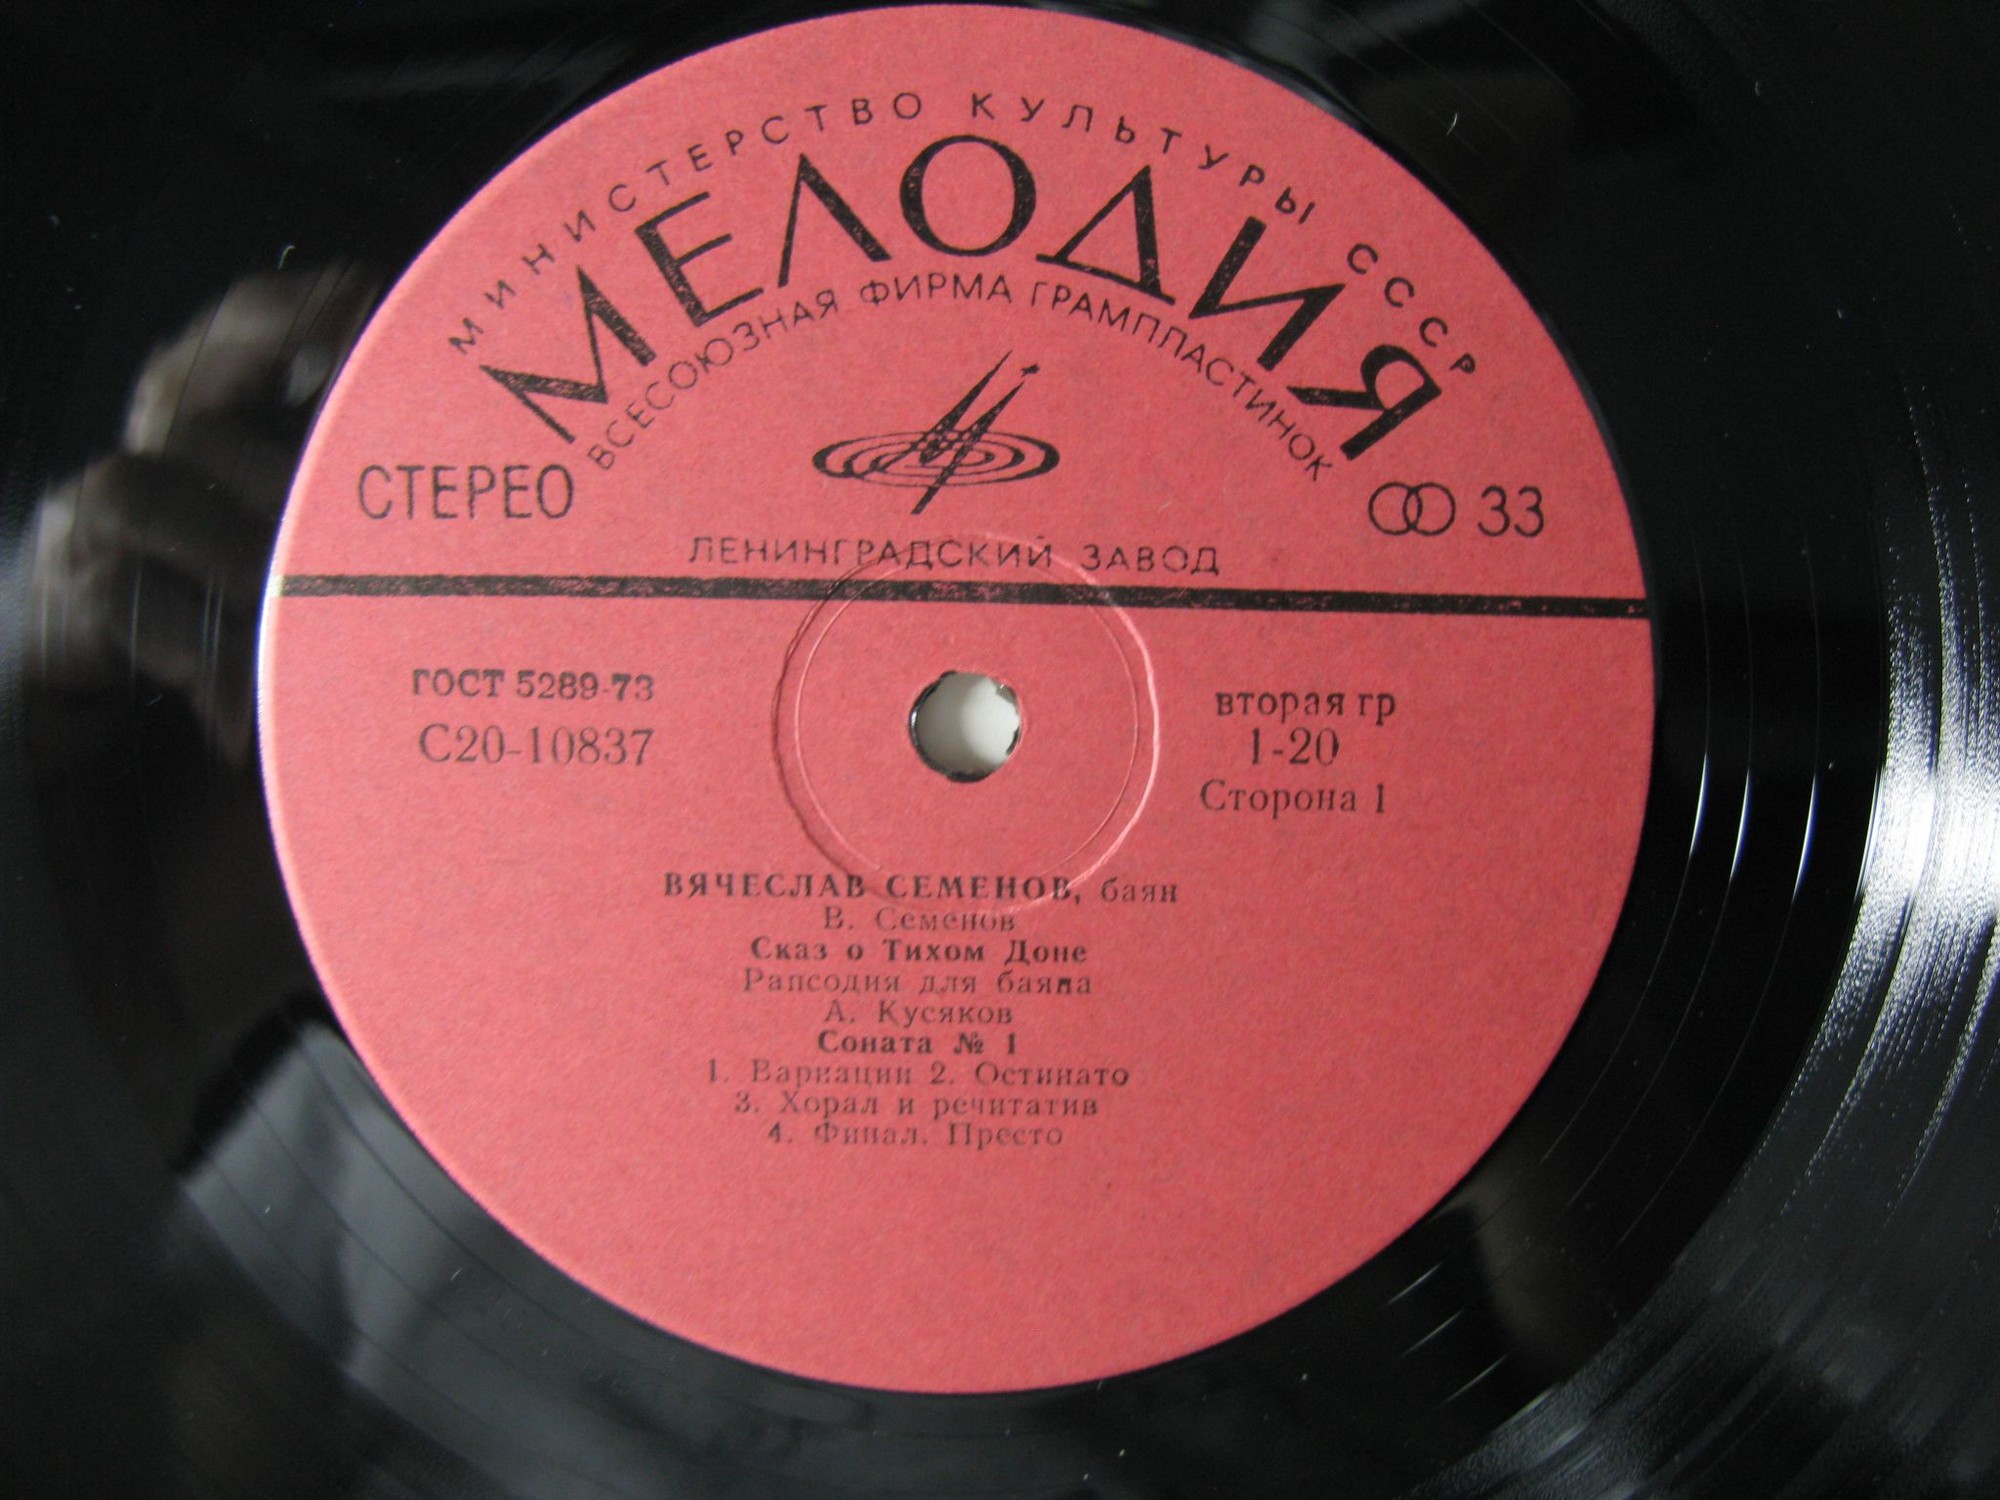 МИНИСТЕРСТВО КУЛЬТУРЫ СССР
МЕЛОДИЯ
ВСЕСОЮЗНАЯ ФИРМА ГРАМПЛАСТИНОК
СТЕРЕО
33
ЛЕНИНГРАДСКИЙ ЗАВОД
ГОСТ 5289-73
С20-10837
вторая гр
1-20
Сторона 1
ВЯЧЕСЛАВ СЕМЕНОВ, баян
В. Семенов
Сказ о Тихом Доне
Рапсодия для баяна
А. Кусяков
Соната № 1
1. Вариации 2. Остинато
3. Хорал и речитатив
4. Финал. Престо